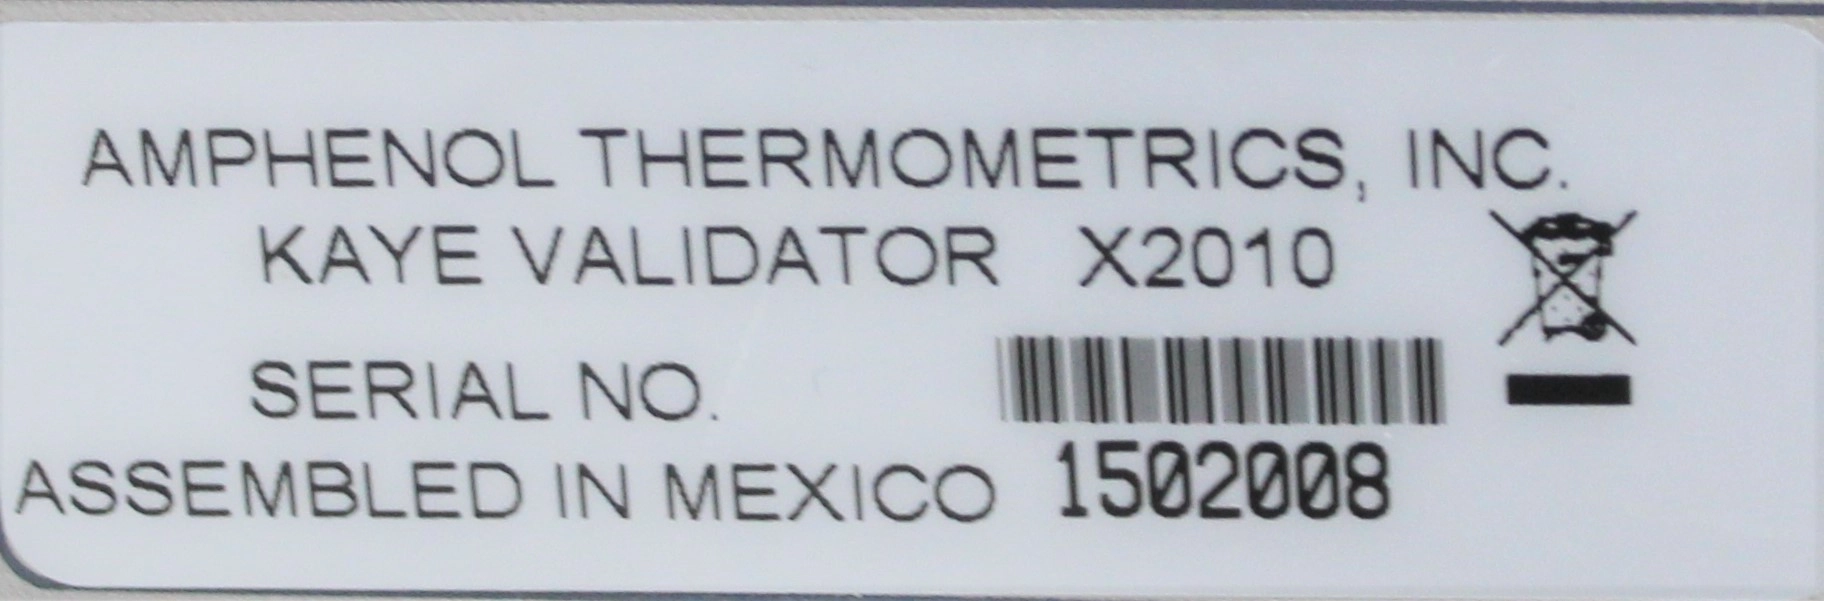 AMPHENOL THERMOMETRICS, INC.
KAYE VALIDATOR X2010
SERIAL NO.
ASSEMBLED IN MEXICO 1502008